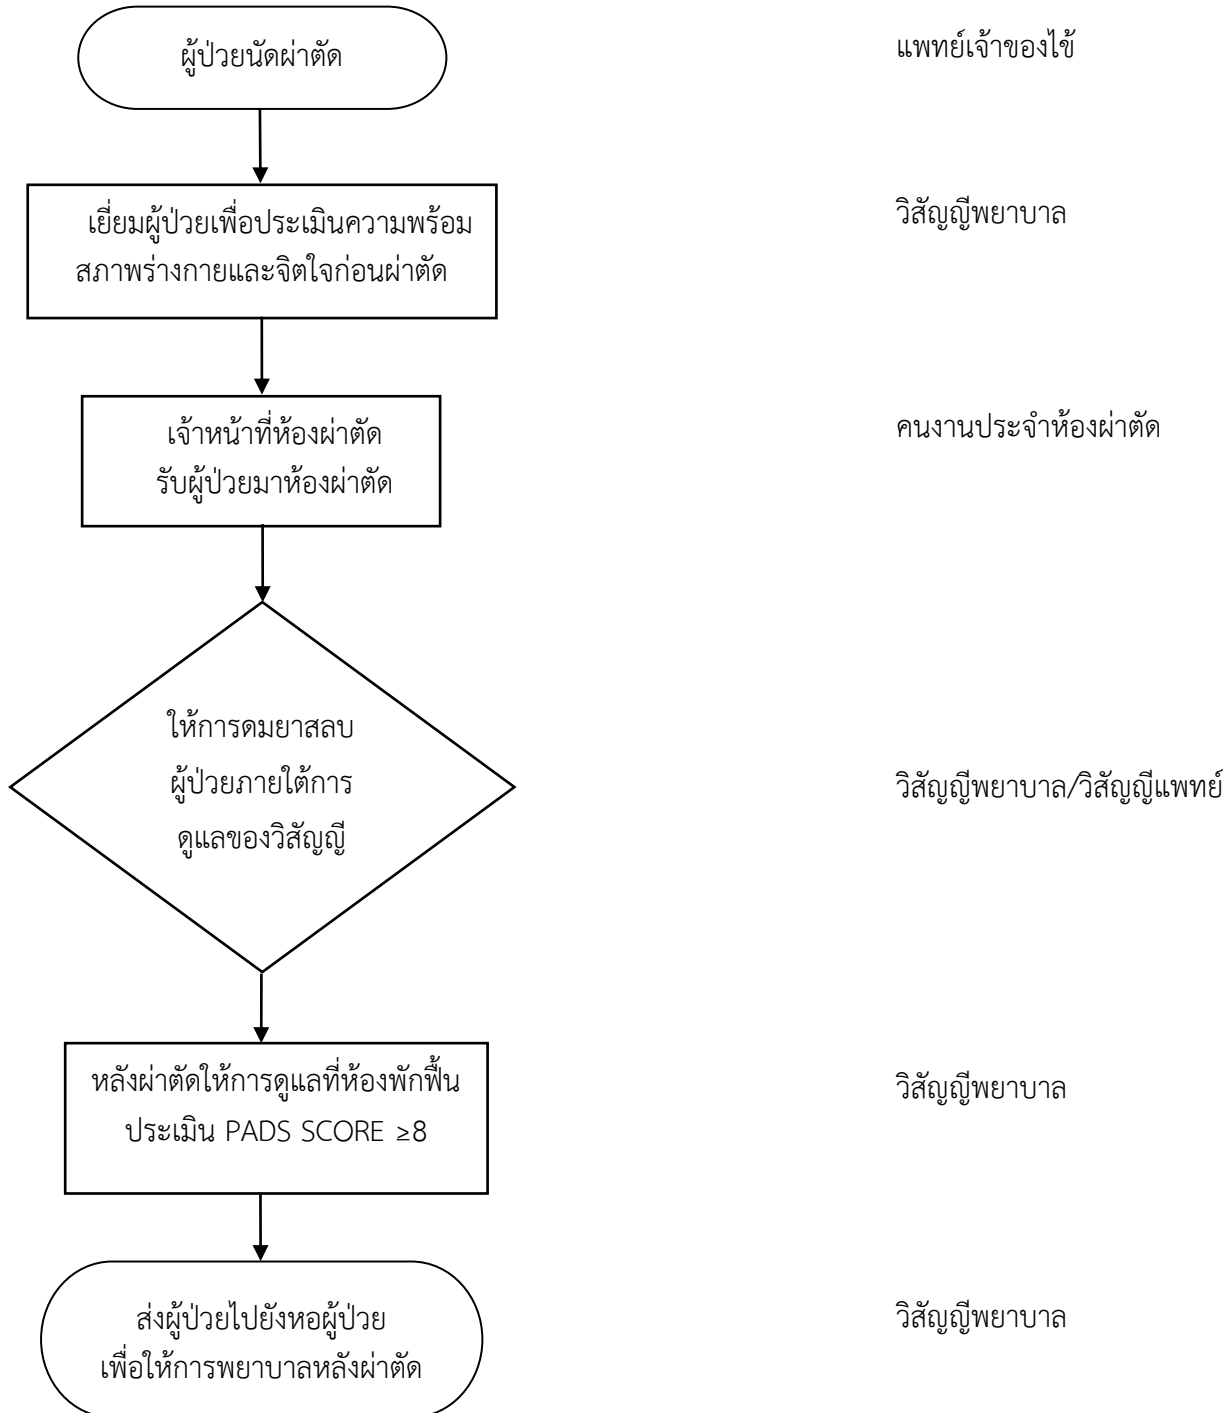 ผู้ป่วยนัดผ่าตัด
แพทย์เจ้าของไข้
เยี่ยมผู้ป่วยเพื่อประเมินความพร้อม
สภาพร่างกายและจิตใจก่อนผ่าตัด
วิสัญญีพยาบาล
เจ้าหน้าที่ห้องผ่าตัด
รับผู้ป่วยมาห้องผ่าตัด
คนงานประจำห้องผ่าตัด
ให้การดมยาสลบ
ผู้ป่วยภายใต้การ
ดูแลของวิสัญญี
วิสัญญีพยาบาล/วิสัญญีแพทย์
หลังผ่าตัดให้การดูแลที่ห้องพักฟื้น
ประเมิน PADS SCORE ≥8
วิสัญญีพยาบาล
ส่งผู้ป่วยไปยังหอผู้ป่วย
เพื่อให้การพยาบาลหลังผ่าตัด
วิสัญญีพยาบาล